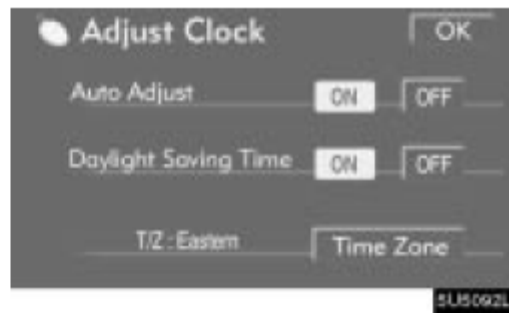 Adjust Clock OK
Auto Adjust ON OFF
Daylight Saving Time ON OFF
T/Z : Eastern Time Zone
5U5092L